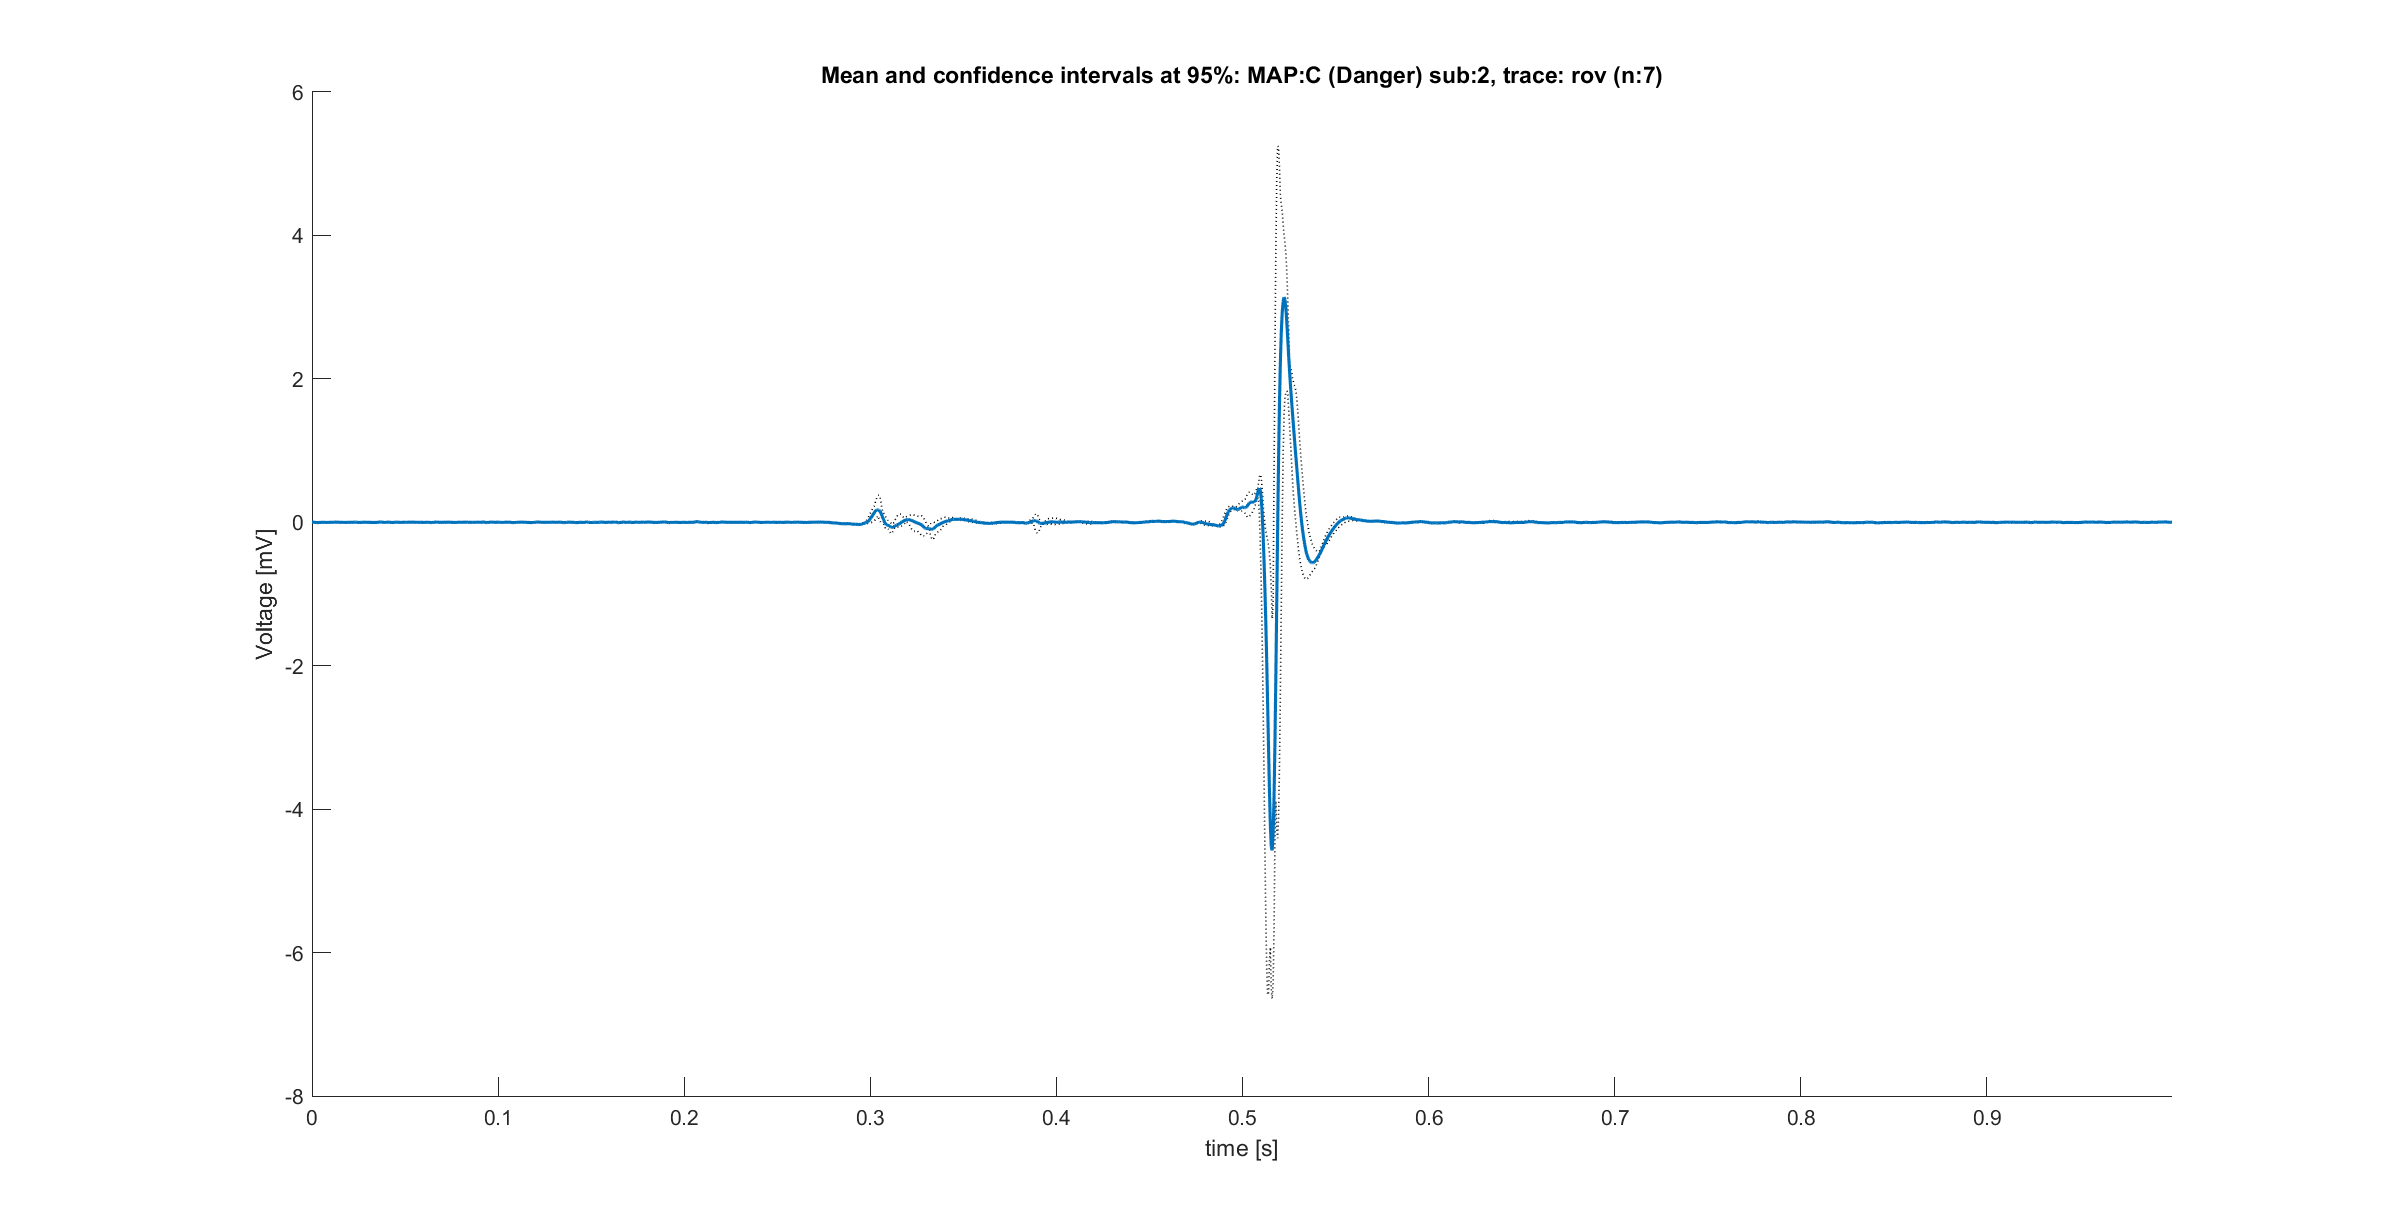 Mean and confidence intervals at 95%: MAP:C (Danger) sub:2, trace: rov (n:7)
6
4
2
0
-2
-4
-6
-8
Voltage [mV]
0 0.1 0.2 0.3 0.4 0.5 0.6 0.7 0.8 0.9
time [s]